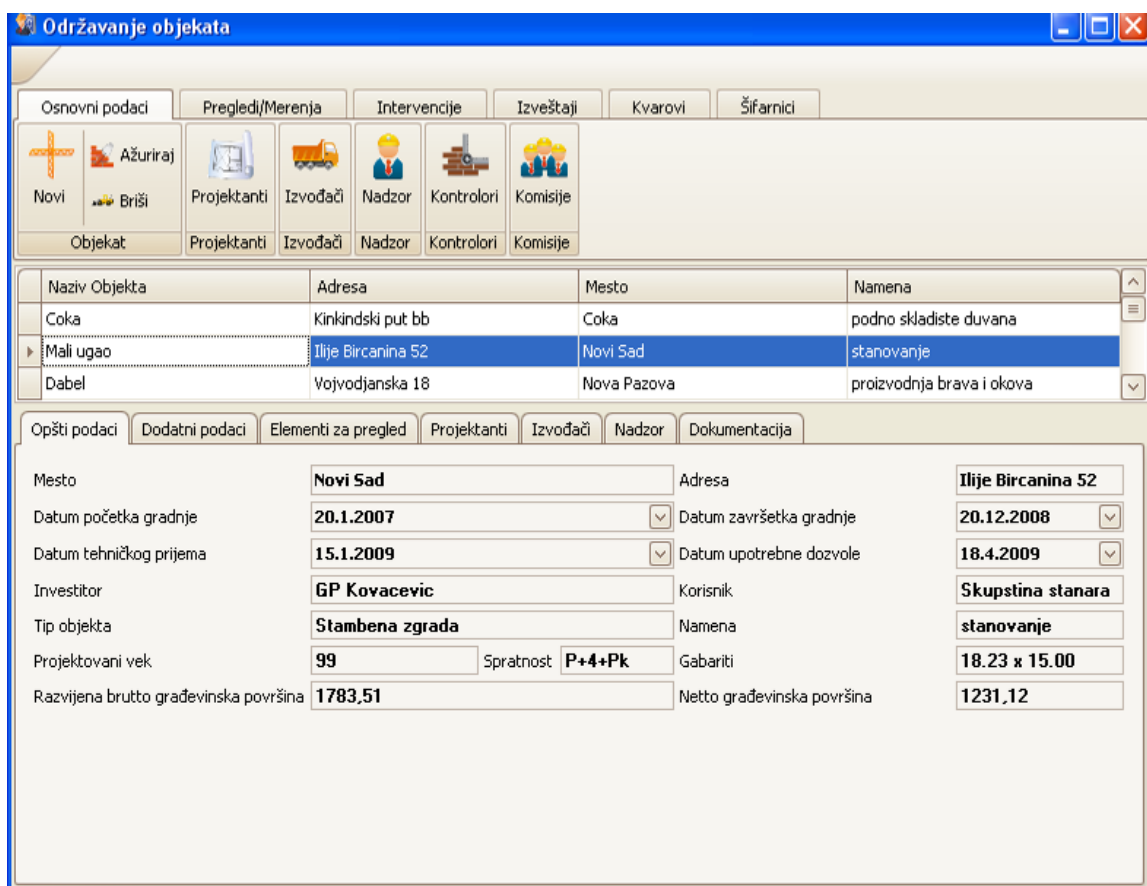 Održavanje objekata
Osnovni podaci Pregledi/Merenja Intervencije Izveštaji Kvarovi Šifarnici
Ažuriraj
Novi Briši Projektanti Izvođači Nadzor Kontrolori Komisije
Objekat Projektanti Izvođači Nadzor Kontrolori Komisije
Naziv Objekta Adresa Mesto Namena
Coka Kinkindski put bb Coka podno skladiste duvana
Mali ugao Ilije Bircanina 52 Novi Sad stanovanje
Dabel Vojvodjanska 18 Nova Pazova proizvodnja brava i okova
Opšti podaci Dodatni podaci Elementi za pregled Projektanti Izvođači Nadzor Dokumentacija
Mesto Novi Sad Adresa Ilije Bircanina 52
Datum početka gradnje 20.1.2007 Datum završetka gradnje 20.12.2008
Datum tehničkog prijema 15.1.2009 Datum upotrebne dozvole 18.4.2009
Investitor GP Kovacevic Korisnik Skupstina stanara
Tip objekta Stambena zgrada Namena stanovanje
Projektovani vek 99 Spratnost P+4+Pk Gabariti 18.23 x 15.00
Razvijena brutto građevinska površina 1783,51 Netto građevinska površina 1231,12